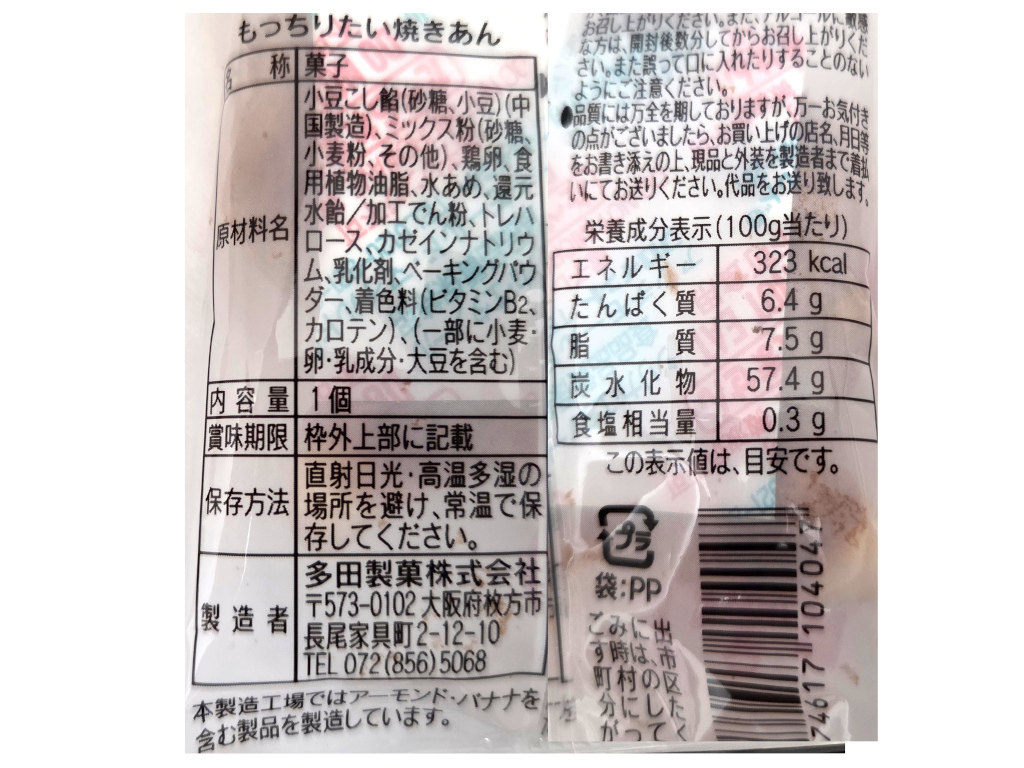 もっちりたい焼きあん
名 称 菓子
原材料名
小豆こし餡(砂糖、小豆)(中
国製造)、ミックス粉(砂糖、
小麦粉、その他)、鶏卵、食
用植物油脂、水あめ、還元
水飴/加工でん粉、トレハ
ロース、カゼインナトリウ
ム、乳化剤、ベーキングパウ
ダー、着色料(ビタミンB2、
カロテン)、(一部に小麦・
卵・乳成分・大豆を含む)
内容量 1個
賞味期限 枠外上部に記載
保存方法
直射日光・高温多湿の
場所を避け、常温で保
存してください。
製造者
多田製菓株式会社
〒573-0102 大阪府枚方市
長尾家具町2-12-10
TEL 072(856)5068
本製造工場ではアーモンド・バナナを
含む製品を製造しています。
お召し上がりください。また、アルコールに敏感
な方は、開封後数分してからお召し上がりくだ
さい。また誤って口に入れたりすることのない
ようにご注意ください。
●品質には万全を期しておりますが、万一お気付き
の点がございましたら、お買い上げの店名、月日等
をお書き添えの上、現品と外装を製造者まで着払
いにてお送りください。代品をお送り致します。
栄養成分表示(100g当たり)
エネルギー 323 kcal
たんぱく質 6.4 g
脂質 7.5 g
炭水化物 57.4 g
食塩相当量 0.3 g
この表示値は、目安です。
プラ
袋:PP
ごみに出
す時は、市
町村の区
分にした
がって く
74617 104047